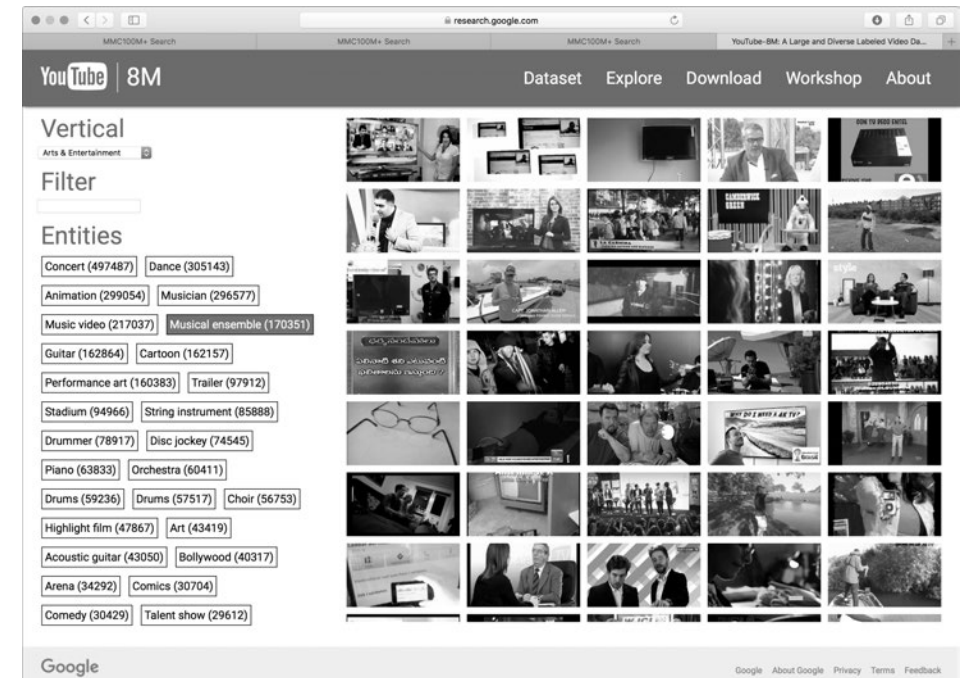 research.google.com
MMC100M+ Search
MMC100M+ Search
MMC100M+ Search
YouTube-8M: A Large and Diverse Labeled Video Da...
YouTube 8M
Dataset Explore Download Workshop About
Vertical
Arts & Entertainment
Filter
Entities
Concert (497487) Dance (305143)
Animation (299054) Musician (296577)
Music video (217037) Musical ensemble (170351)
Guitar (162864) Cartoon (162157)
Performance art (160383) Trailer (97912)
Stadium (94966) String instrument (85888)
Drummer (78917) Disc jockey (74545)
Piano (63833) Orchestra (60411)
Drums (59236) Drums (57517) Choir (56753)
Highlight film (47867) Art (43419)
Acoustic guitar (43050) Bollywood (40317)
Arena (34292) Comics (30704)
Comedy (30429) Talent show (29612)
style
WHY DO I NEED A 4K TV?
Google
Google About Google Privacy Terms Feedback